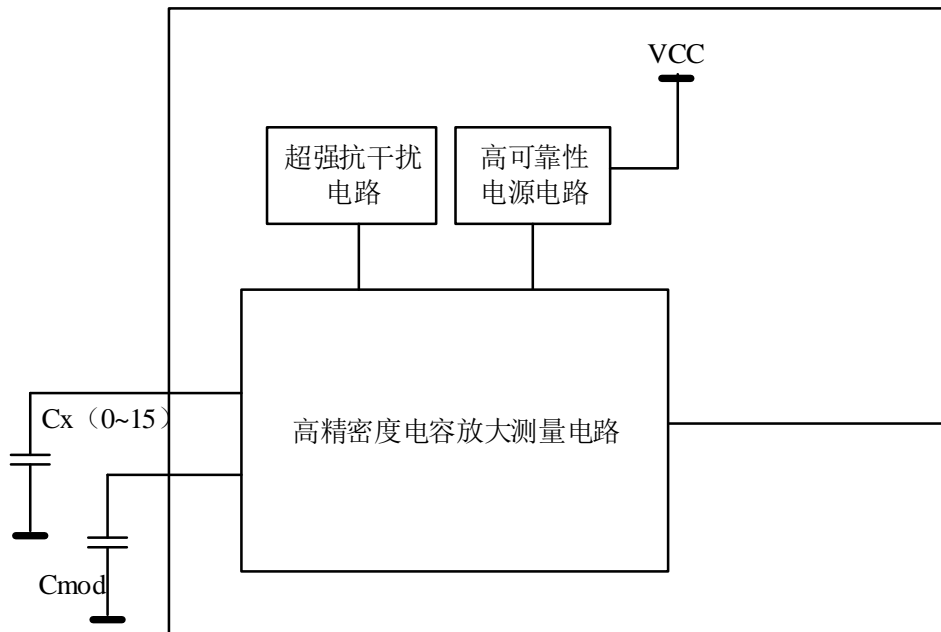 VCC
超强抗干扰
电路
高可靠性
电源电路
Cx（0~15）
高精密度电容放大测量电路
Cmod